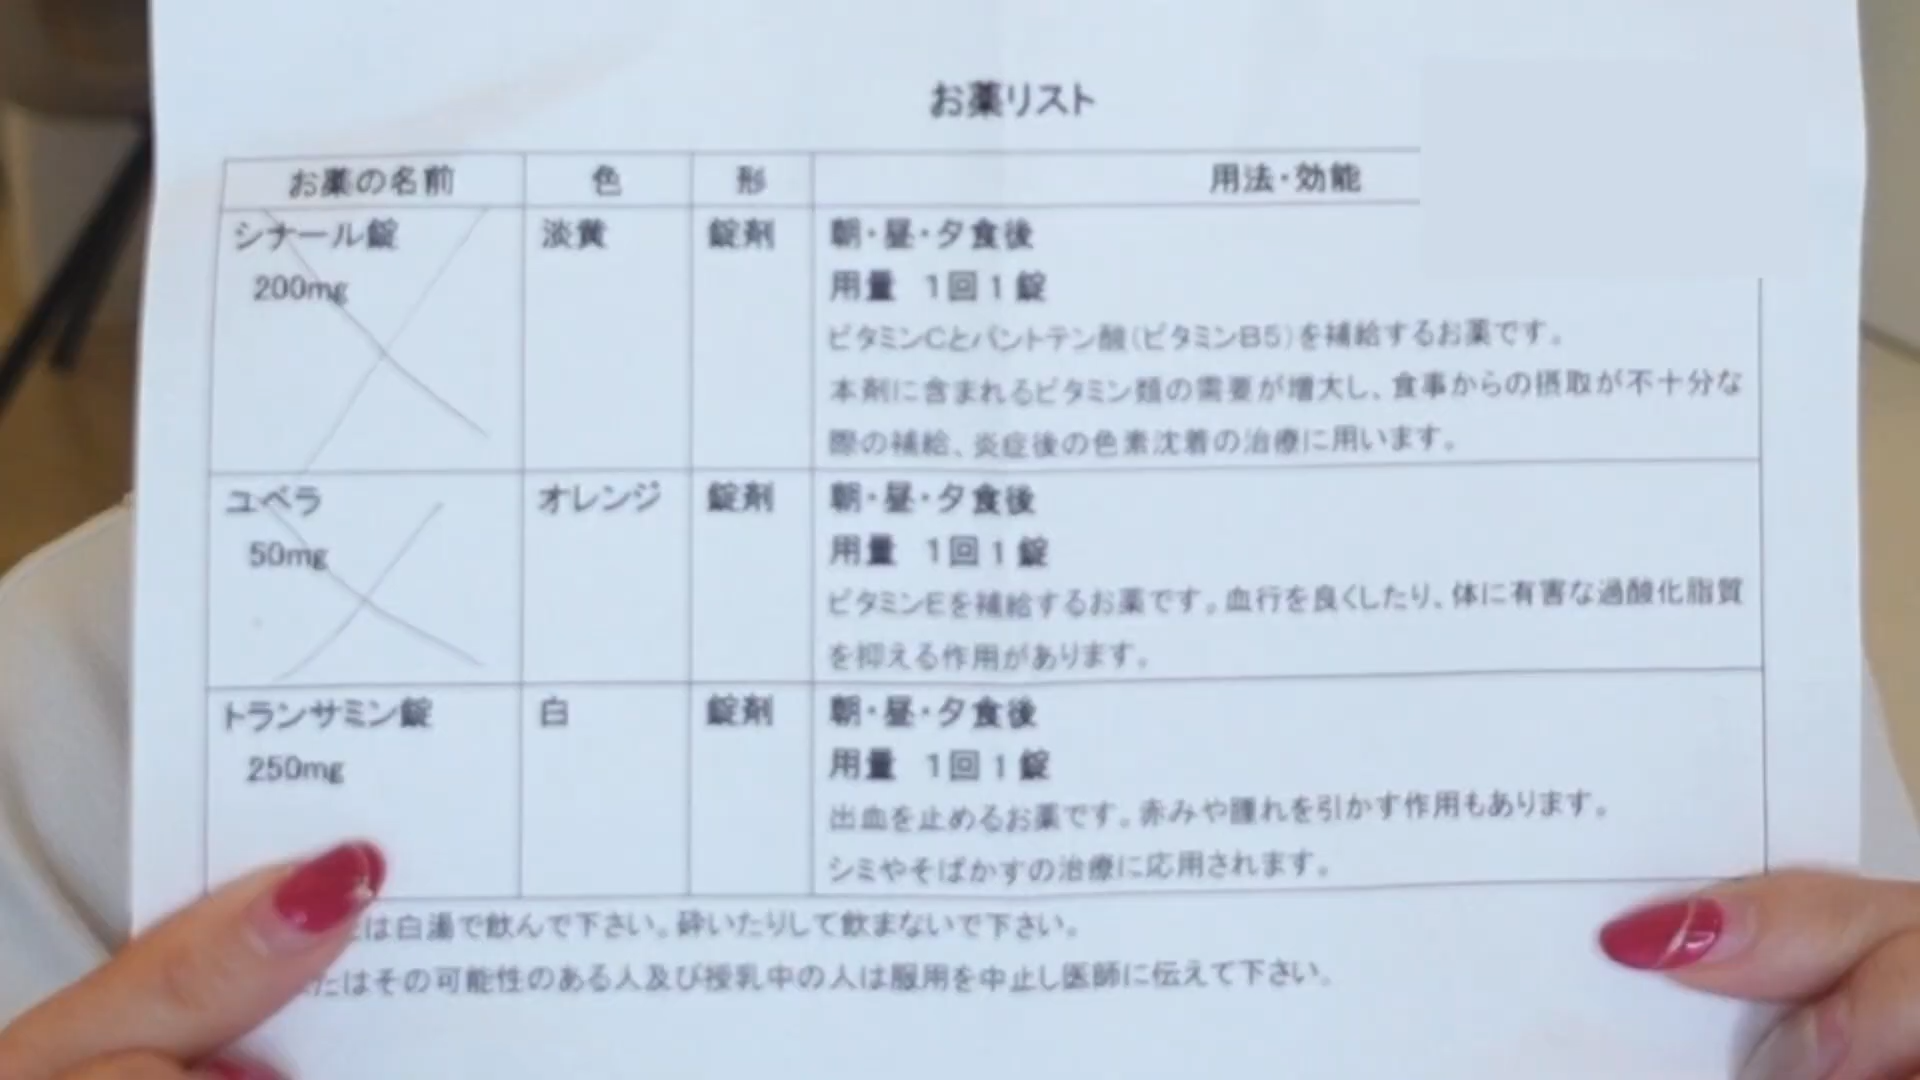 お薬リスト
お薬の名前 色 形 用法・効能
シナール錠 淡黄 錠剤 朝・昼・夕食後
200mg 用量 1回1錠
ビタミンCとパントテン酸(ビタミンB5)を補給するお薬です。
本剤に含まれるビタミン類の需要が増大し、食事からの摂取が不十分な
際の補給、炎症後の色素沈着の治療に用います。
ユベラ オレンジ 錠剤 朝・昼・夕食後
50mg 用量 1回1錠
ビタミンEを補給するお薬です。血行を良くしたり、体に有害な過酸化脂質
を抑える作用があります。
トランサミン錠 白 錠剤 朝・昼・夕食後
250mg 用量 1回1錠
出血を止めるお薬です。赤みや腫れを引かす作用もあります。
シミやそばかすの治療に応用されます。
は白湯で飲んで下さい。砕いたりして飲まないで下さい。
たはその可能性のある人及び授乳中の人は服用を中止し医師に伝えて下さい。